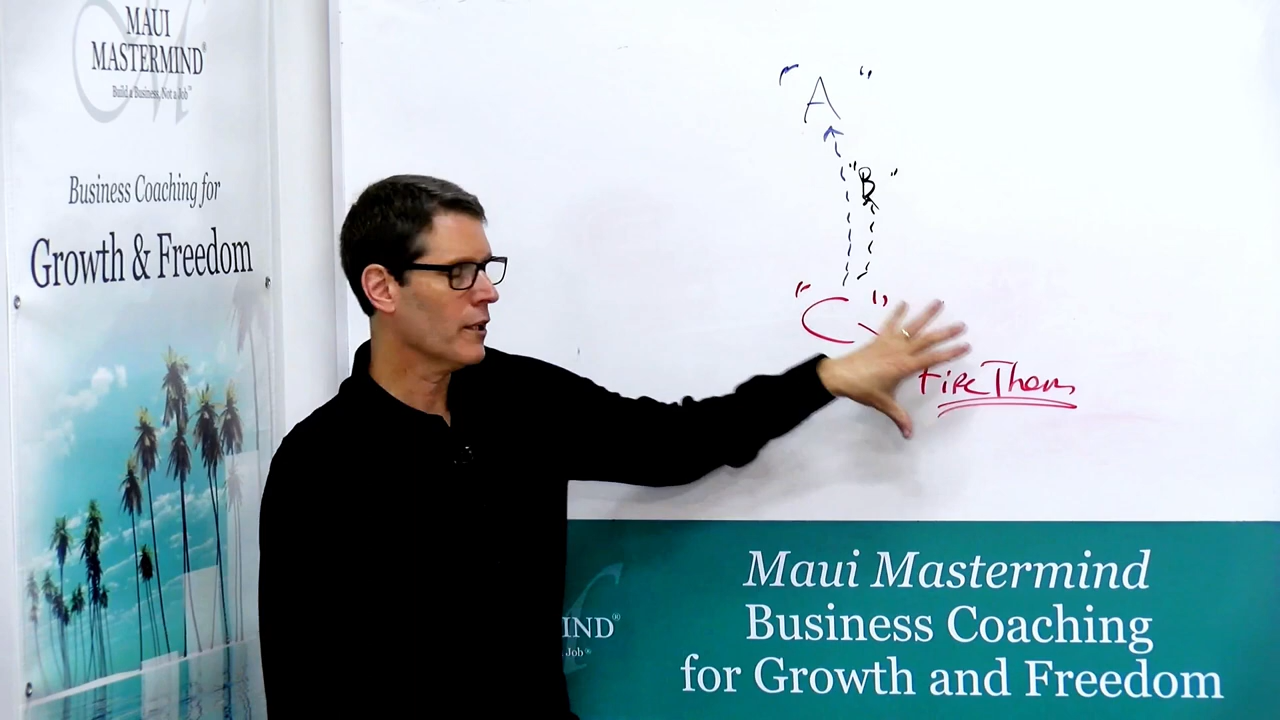 MAUI
MASTERMIND®
Build a Business, Not a Job®
Business Coaching for
Growth & Freedom
"A"
"B"
"C"
Fire Them
IND®
Job®
Maui Mastermind
Business Coaching
for Growth and Freedom